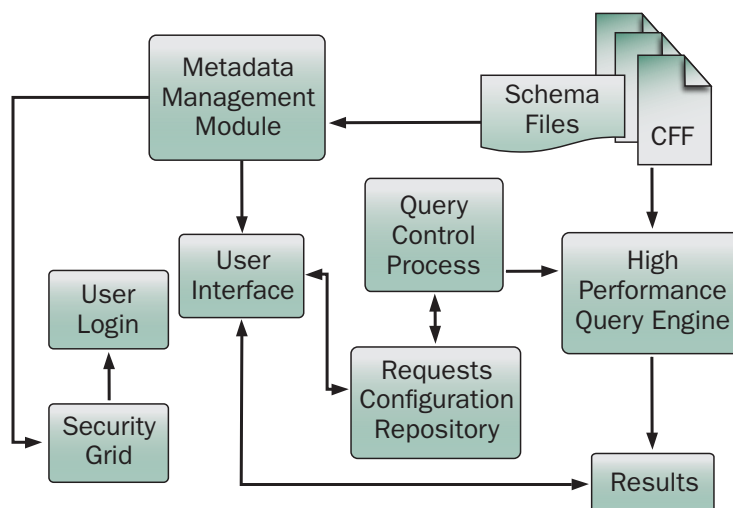 Metadata
Management
Module
Schema
Files
CFF
Query
Control
Process
User
Interface
High
Performance
Query Engine
User
Login
Requests
Configuration
Repository
Security
Grid
Results